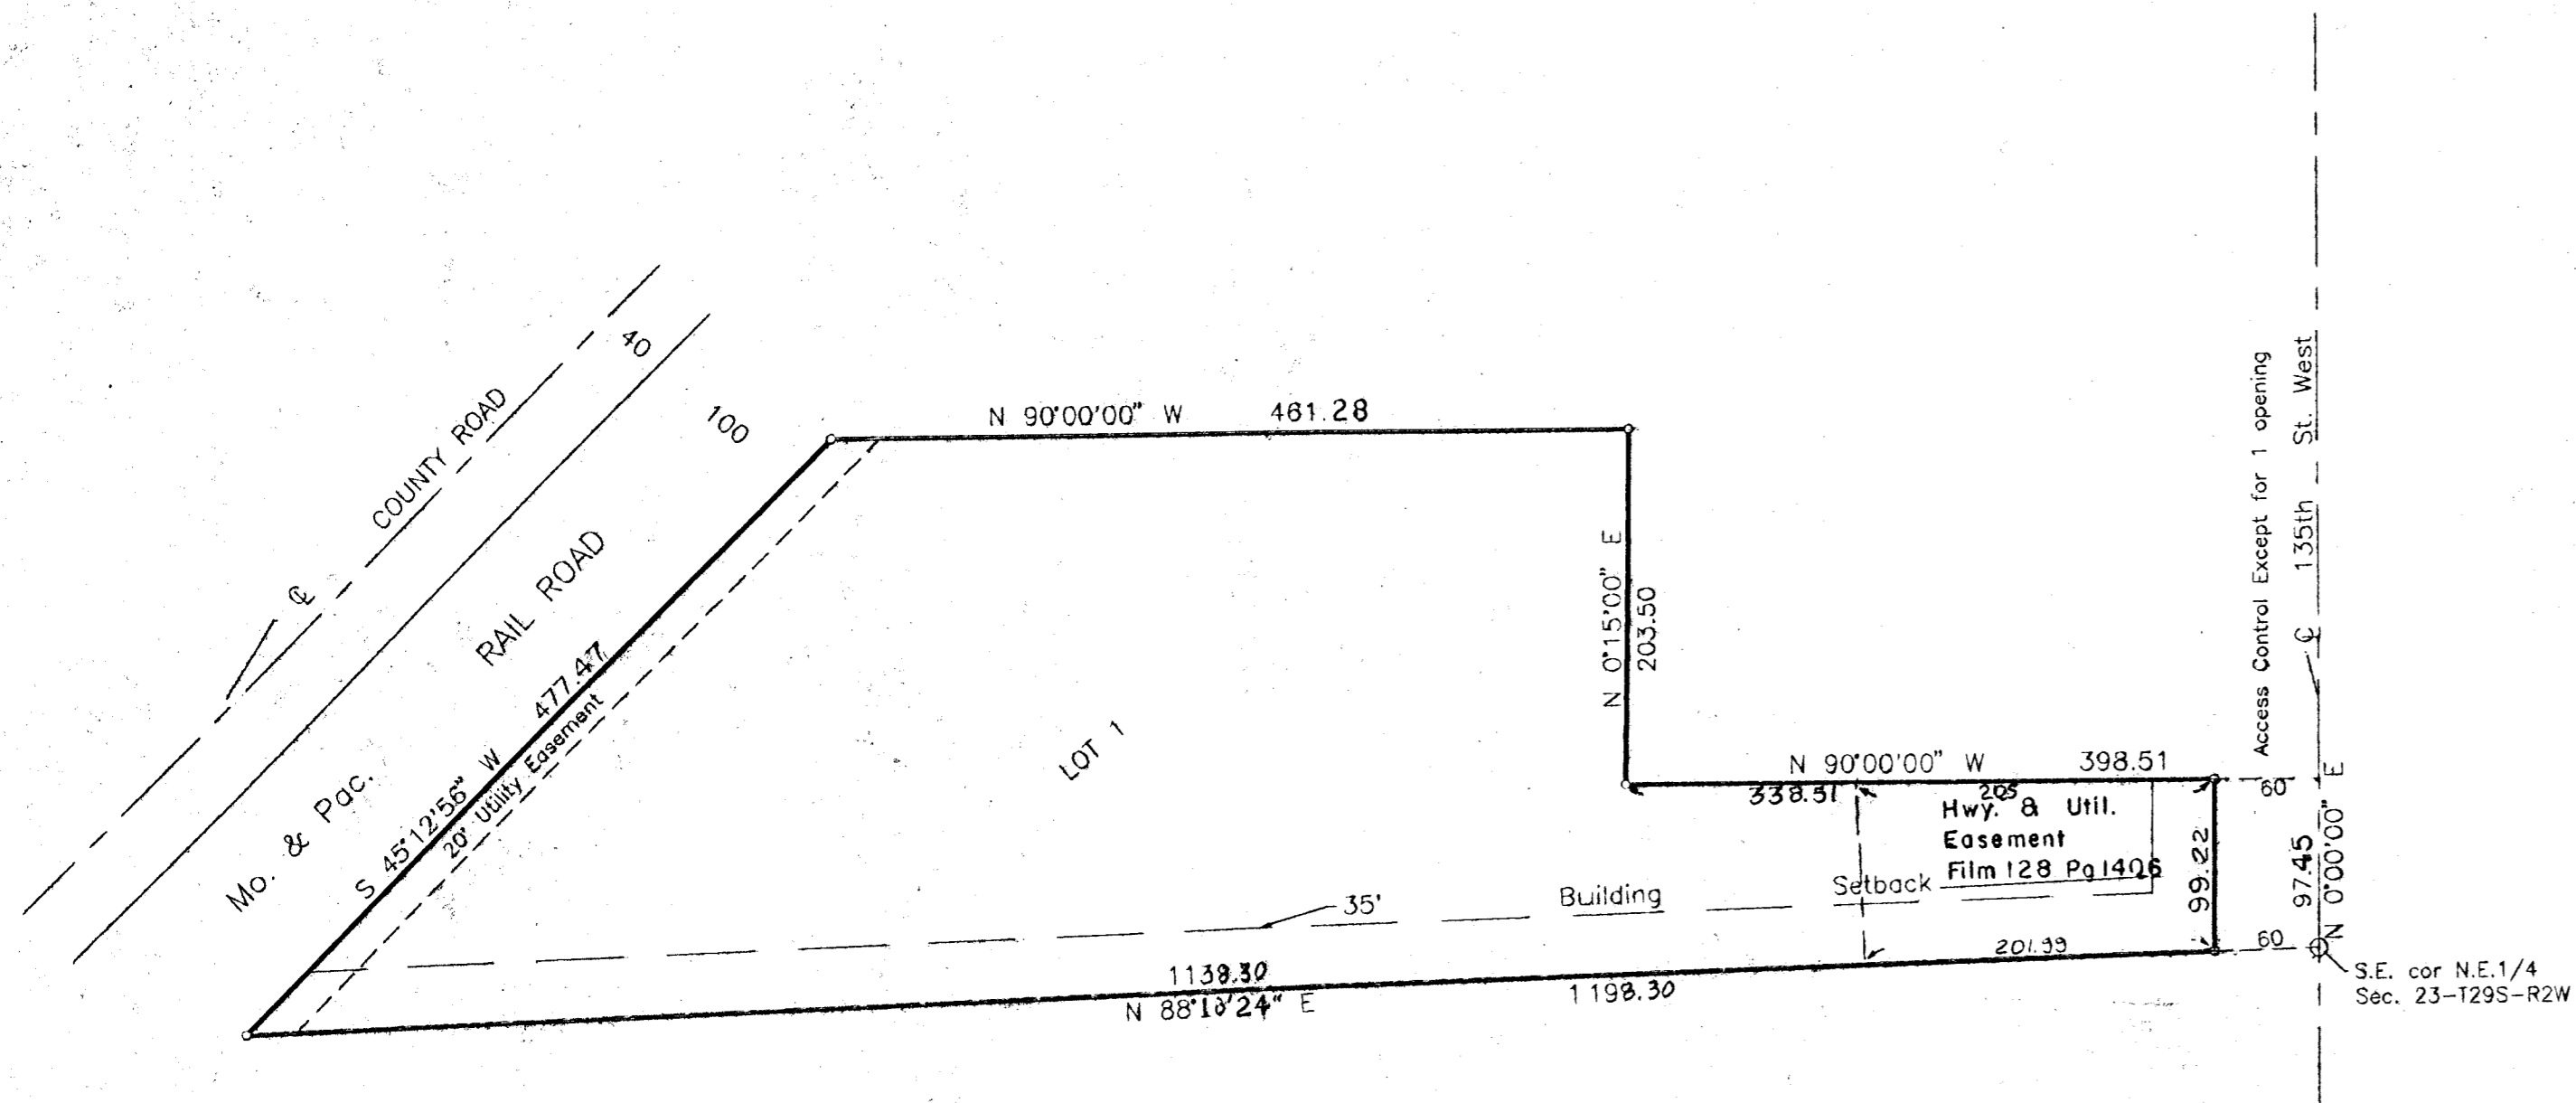 40
100
COUNTY ROAD
℄
RAIL ROAD
Mo. & Pac.
S 45°12'56" W 477.47
20' Utility Easement
N 90°00'00" W 461.28
N 0°15'00" E
203.50
LOT 1
N 90°00'00" W 398.51
338.51
205
Hwy. & Util.
Easement
Film 128 Pg 1406
99.22
Access Control Except for 1 opening
℄ 135th St. West
60
97.45
N 0°00'00" E
60
35'
Building Setback
201.99
1138.30
N 88°10'24" E
1198.30
S.E. cor N.E.1/4
Sec. 23-T29S-R2W